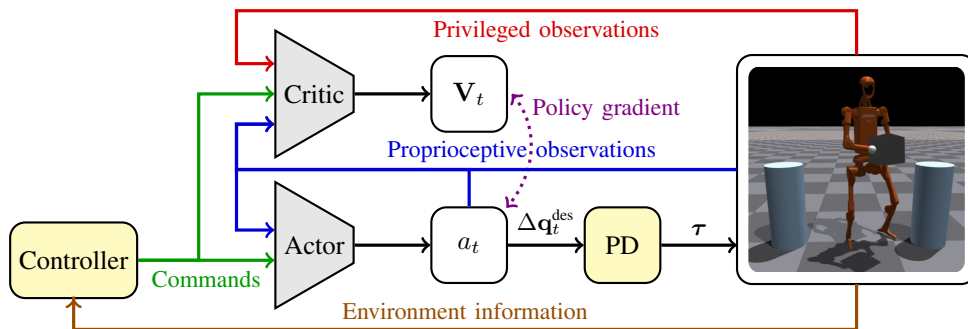 Privileged observations
Critic
V_t
Policy gradient
Proprioceptive observations
Controller
Commands
Actor
a_t
Δq_t^des
PD
τ
Environment information